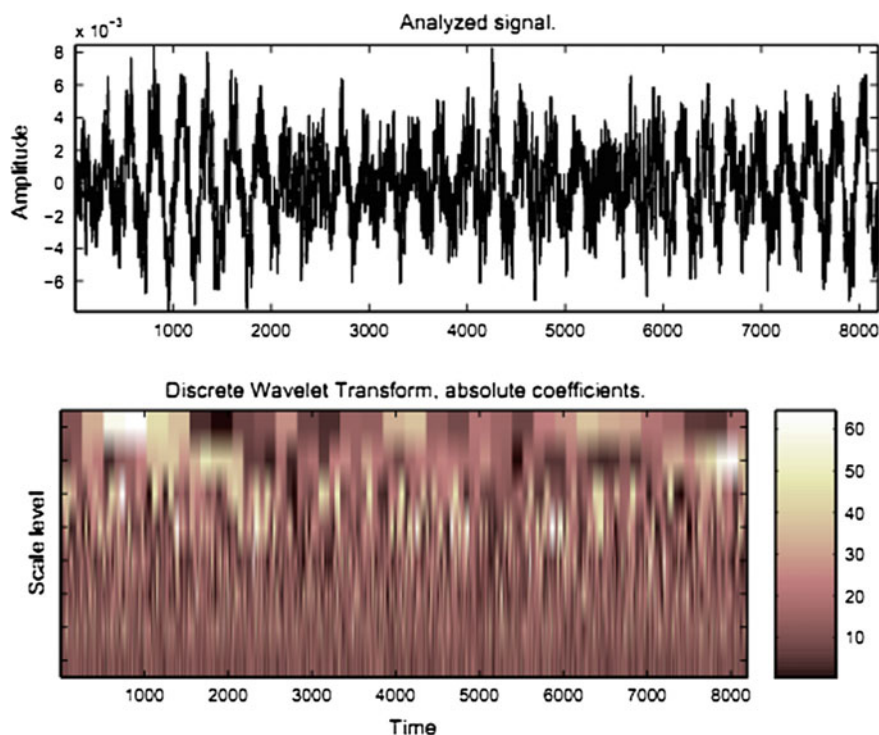 Analyzed signal.
x 10⁻³
8
6
4
2
0
-2
-4
-6
Amplitude
1000 2000 3000 4000 5000 6000 7000 8000
Discrete Wavelet Transform, absolute coefficients.
Scale level
60
50
40
30
20
10
1000 2000 3000 4000 5000 6000 7000 8000
Time